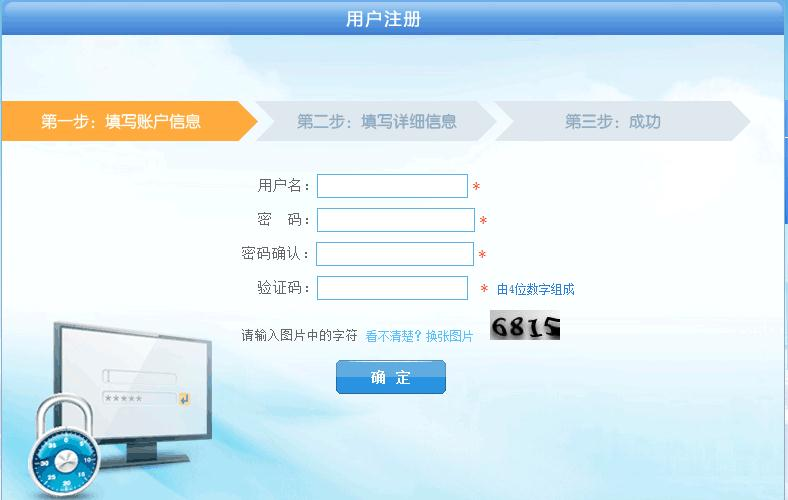 用户注册
第一步：填写账户信息 第二步：填写详细信息 第三步：成功
用户名： *
密 码： *
密码确认： *
验证码： * 由4位数字组成
请输入图片中的字符 看不清楚?换张图片 6815
确 定
*****